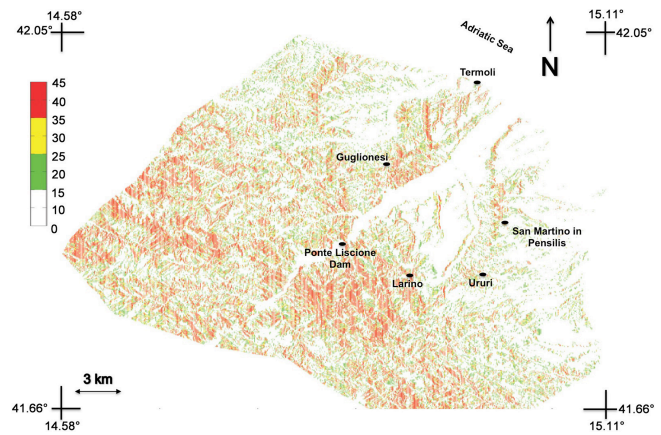 14.58°
42.05°
15.11°
42.05°
Adriatic Sea
N
Termoli
45
40
35
30
25
20
15
10
0
Guglionesi
San Martino in
Pensilis
Ponte Liscione
Dam
Larino
Ururi
3 km
41.66°
14.58°
41.66°
15.11°